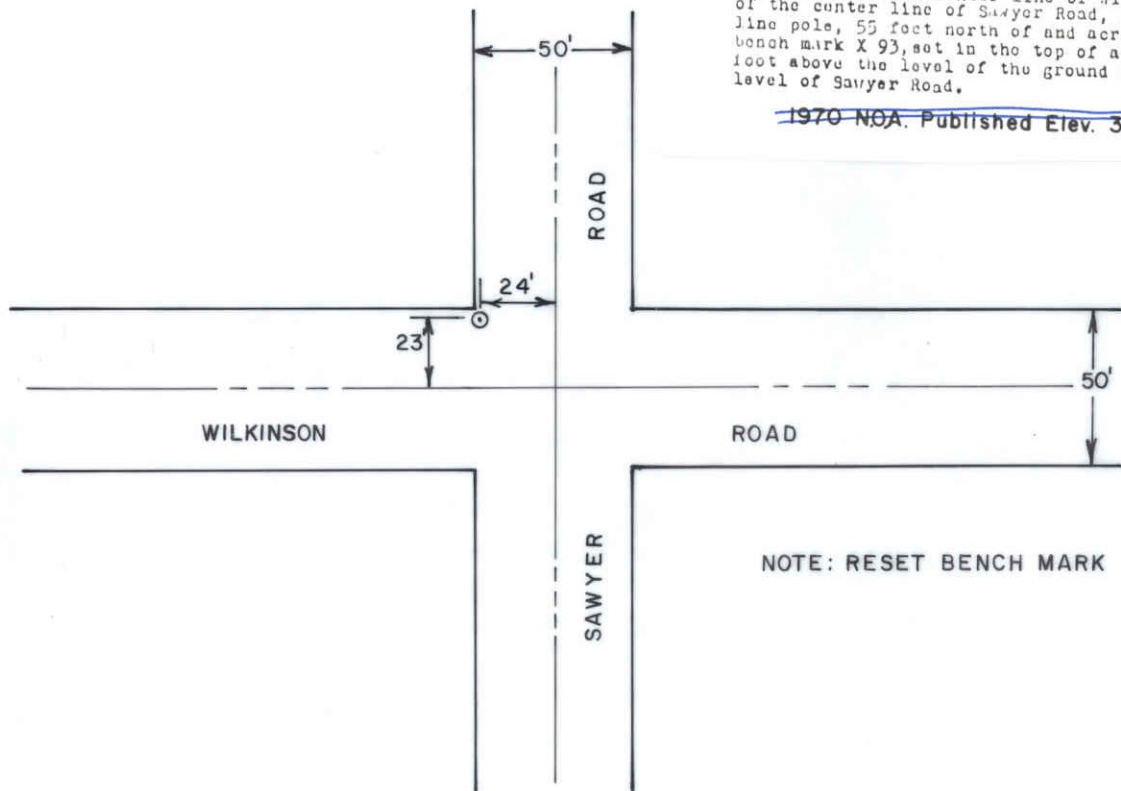 of the center line of Sawyer Road,
line pole, 55 feet north of and acr
bench mark X 93, set in the top of a
foot above the level of the ground
level of Sawyer Road.
1970 N.O.A. Published Elev. 3
50'
ROAD
24'
23'
50'
WILKINSON ROAD
SAWYER
NOTE: RESET BENCH MARK